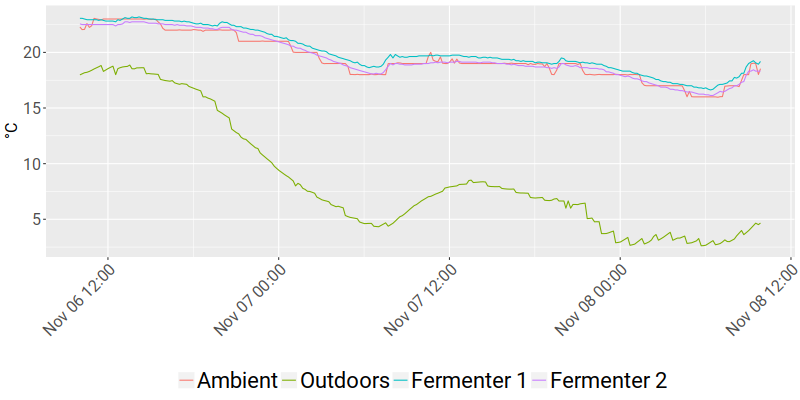 20
15
10
5
°C
Nov 06 12:00
Nov 07 00:00
Nov 07 12:00
Nov 08 00:00
Nov 08 12:00
Ambient Outdoors Fermenter 1 Fermenter 2